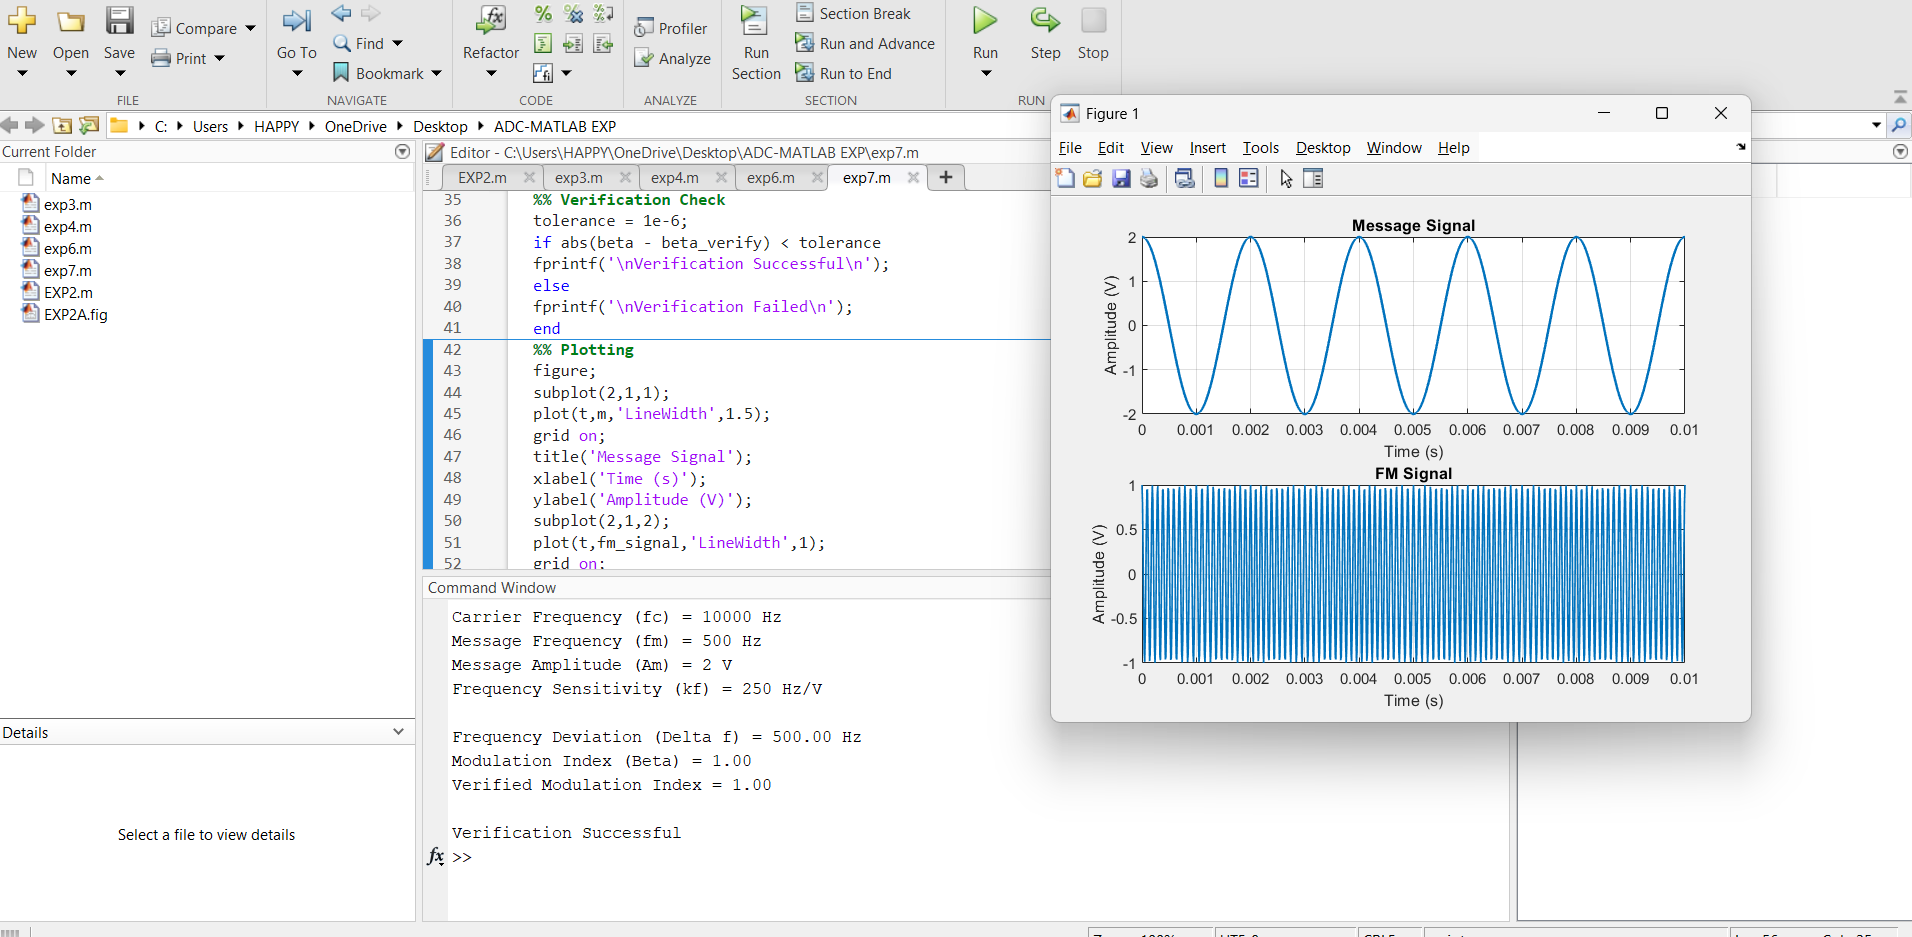 New
Open
Save
Compare
Print
FILE
Go To
Find
Bookmark
NAVIGATE
Refactor
CODE
Profiler
Analyze
ANALYZE
Run
Section
Section Break
Run and Advance
Run to End
SECTION
Run
Step
Stop
RUN
C: Users HAPPY OneDrive Desktop ADC-MATLAB EXP
Current Folder
Name
exp3.m
exp4.m
exp6.m
exp7.m
EXP2.m
EXP2A.fig
Details
Select a file to view details
Editor - C:\Users\HAPPY\OneDrive\Desktop\ADC-MATLAB EXP\exp7.m
EXP2.m exp3.m exp4.m exp6.m exp7.m
35 %% Verification Check
36 tolerance = 1e-6;
37 if abs(beta - beta_verify) < tolerance
38 fprintf('\nVerification Successful\n');
39 else
40 fprintf('\nVerification Failed\n');
41 end
42 %% Plotting
43 figure;
44 subplot(2,1,1);
45 plot(t,m,'LineWidth',1.5);
46 grid on;
47 title('Message Signal');
48 xlabel('Time (s)');
49 ylabel('Amplitude (V)');
50 subplot(2,1,2);
51 plot(t,fm_signal,'LineWidth',1);
52 grid on;
Command Window
Carrier Frequency (fc) = 10000 Hz
Message Frequency (fm) = 500 Hz
Message Amplitude (Am) = 2 V
Frequency Sensitivity (kf) = 250 Hz/V
Frequency Deviation (Delta f) = 500.00 Hz
Modulation Index (Beta) = 1.00
Verified Modulation Index = 1.00
Verification Successful
fx >>
Figure 1
File Edit View Insert Tools Desktop Window Help
Message Signal
Amplitude (V)
2
1
0
-1
-2
0 0.001 0.002 0.003 0.004 0.005 0.006 0.007 0.008 0.009 0.01
Time (s)
FM Signal
Amplitude (V)
1
0.5
0
-0.5
-1
0 0.001 0.002 0.003 0.004 0.005 0.006 0.007 0.008 0.009 0.01
Time (s)